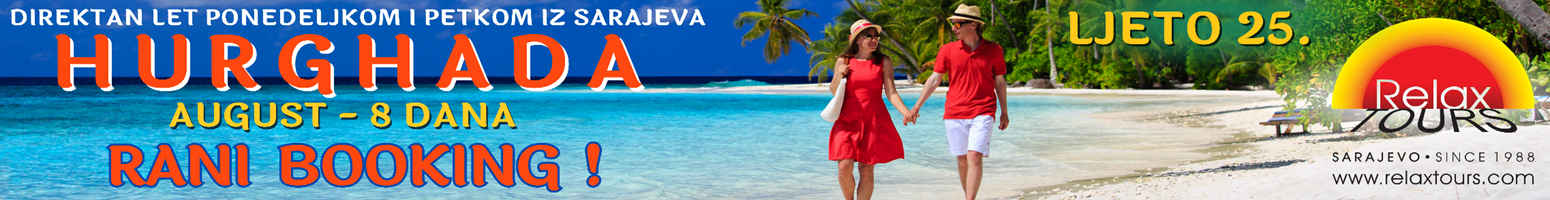 DIREKTAN LET PONEDELJKOM I PETKOM IZ SARAJEVA
HURGHADA
AUGUST - 8 DANA
RANI BOOKING !
LJETO 25.
Relax
TOURS
SARAJEVO • SINCE 1988
www.relaxtours.com